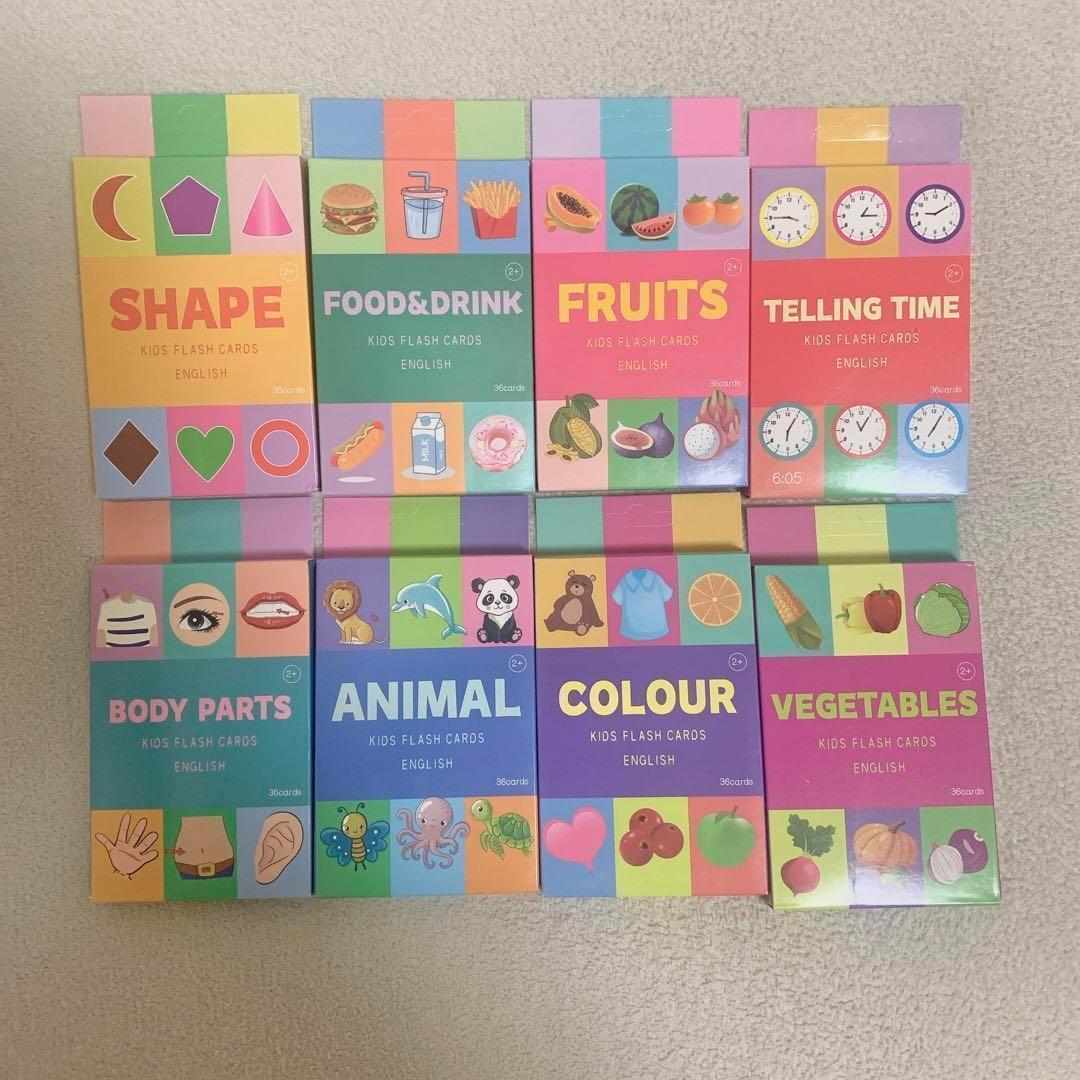 2+
SHAPE
KIDS FLASH CARDS
ENGLISH
36cards
2+
FOOD&DRINK
KIDS FLASH CARDS
ENGLISH
36cards
MILK
2+
FRUITS
KIDS FLASH CARDS
ENGLISH
36cards
2+
TELLING TIME
KIDS FLASH CARDS
ENGLISH
36cards
6:05
2+
BODY PARTS
KIDS FLASH CARDS
ENGLISH
36cards
2+
ANIMAL
KIDS FLASH CARDS
ENGLISH
36cards
2+
COLOUR
KIDS FLASH CARDS
ENGLISH
36cards
2+
VEGETABLES
KIDS FLASH CARDS
ENGLISH
36cards